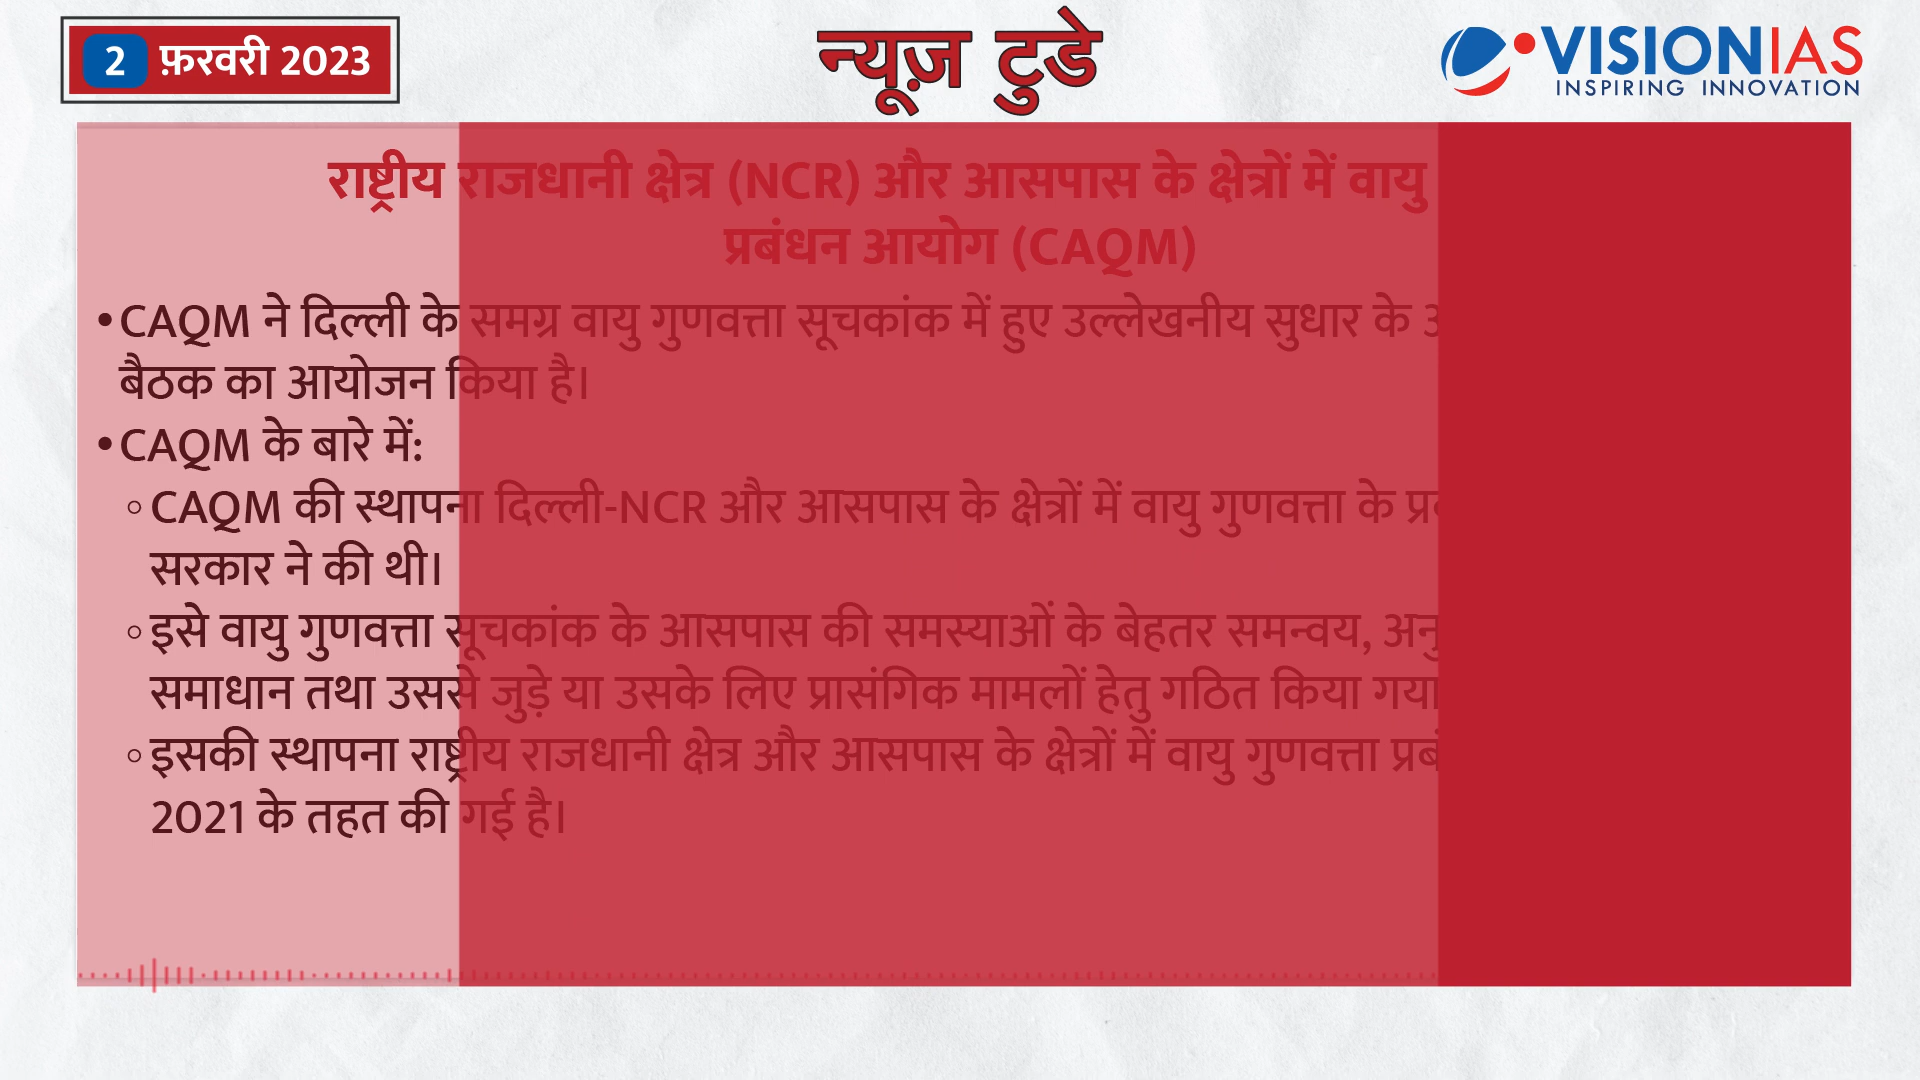 2 फ़रवरी 2023
न्यूज़ टुडे
VISIONIAS
INSPIRING INNOVATION
राष्ट्रीय राजधानी क्षेत्र (NCR) और आसपास के क्षेत्रों में वायु
प्रबंधन आयोग (CAQM)
•CAQM ने दिल्ली के समग्र वायु गुणवत्ता सूचकांक में हुए उल्लेखनीय सुधार के
बैठक का आयोजन किया है।
•CAQM के बारे में:
◦CAQM की स्थापना दिल्ली-NCR और आसपास के क्षेत्रों में वायु गुणवत्ता के
सरकार ने की थी।
◦इसे वायु गुणवत्ता सूचकांक के आसपास की समस्याओं के बेहतर समन्वय,
समाधान तथा उससे जुड़े या उसके लिए प्रासंगिक मामलों हेतु गठित किया गया
◦इसकी स्थापना राष्ट्रीय राजधानी क्षेत्र और आसपास के क्षेत्रों में वायु गुणवत्ता
2021 के तहत की गई है।